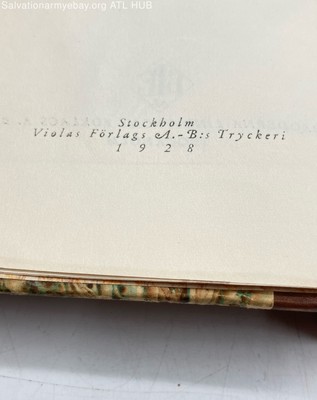 Salvationarmyebay.org ATL HUB
Stockholm
Violas Förlags A.-B:s Tryckeri
1928